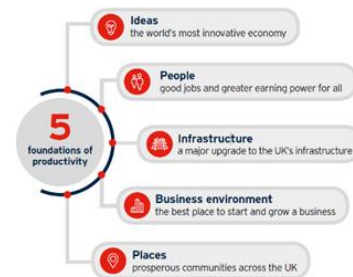 Ideas
the world's most innovative economy
People
good jobs and greater earning power for all
5
foundations of
productivity
Infrastructure
a major upgrade to the UK's infrastructure
Business environment
the best place to start and grow a business
Places
prosperous communities across the UK